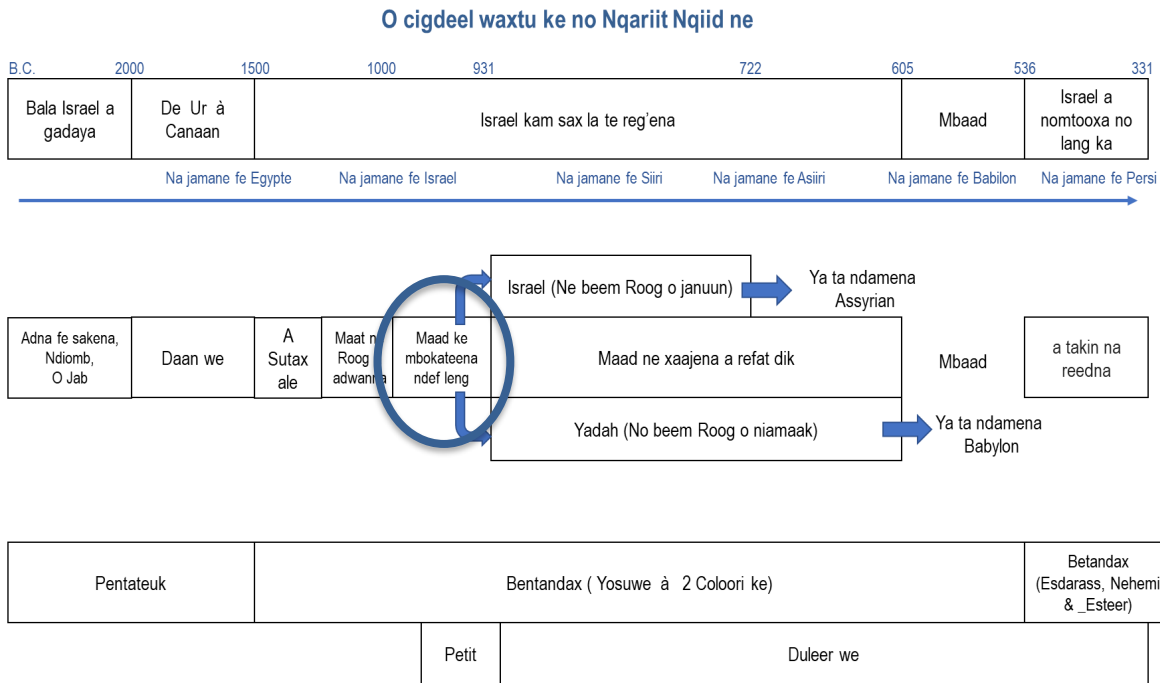 O cigdeel waxtu ke no Nqariit Nqiid ne
B.C. 2000 1500 1000 931 722 605 536 331
Bala Israel a
gadaya
De Ur à
Canaan
Israel kam sax la te reg'ena
Mbaad
Israel a
nomtooxa no
lang ka
Na jamane fe Egypte
Na jamane fe Israel
Na jamane fe Siiri
Na jamane fe Asiiri
Na jamane fe Babilon
Na jamane fe Persi
Israel (Ne beem Roog o januun)
Ya ta ndamena
Assyrian
Adna fe sakena,
Ndiomb,
O Jab
Daan we
A
Sutax
ale
Maat n
Roog
adwanna
Maad ke
mbokateena
ndef leng
Maad ne xaajena a refat dik
Mbaad
a takin na
reedna
Yadah (No beem Roog o niamaak)
Ya ta ndamena
Babylon
Pentateuk
Bentandax ( Yosuwe à 2 Coloori ke)
Betandax
(Esdarass, Nehemi
& _Esteer)
Petit
Duleer we